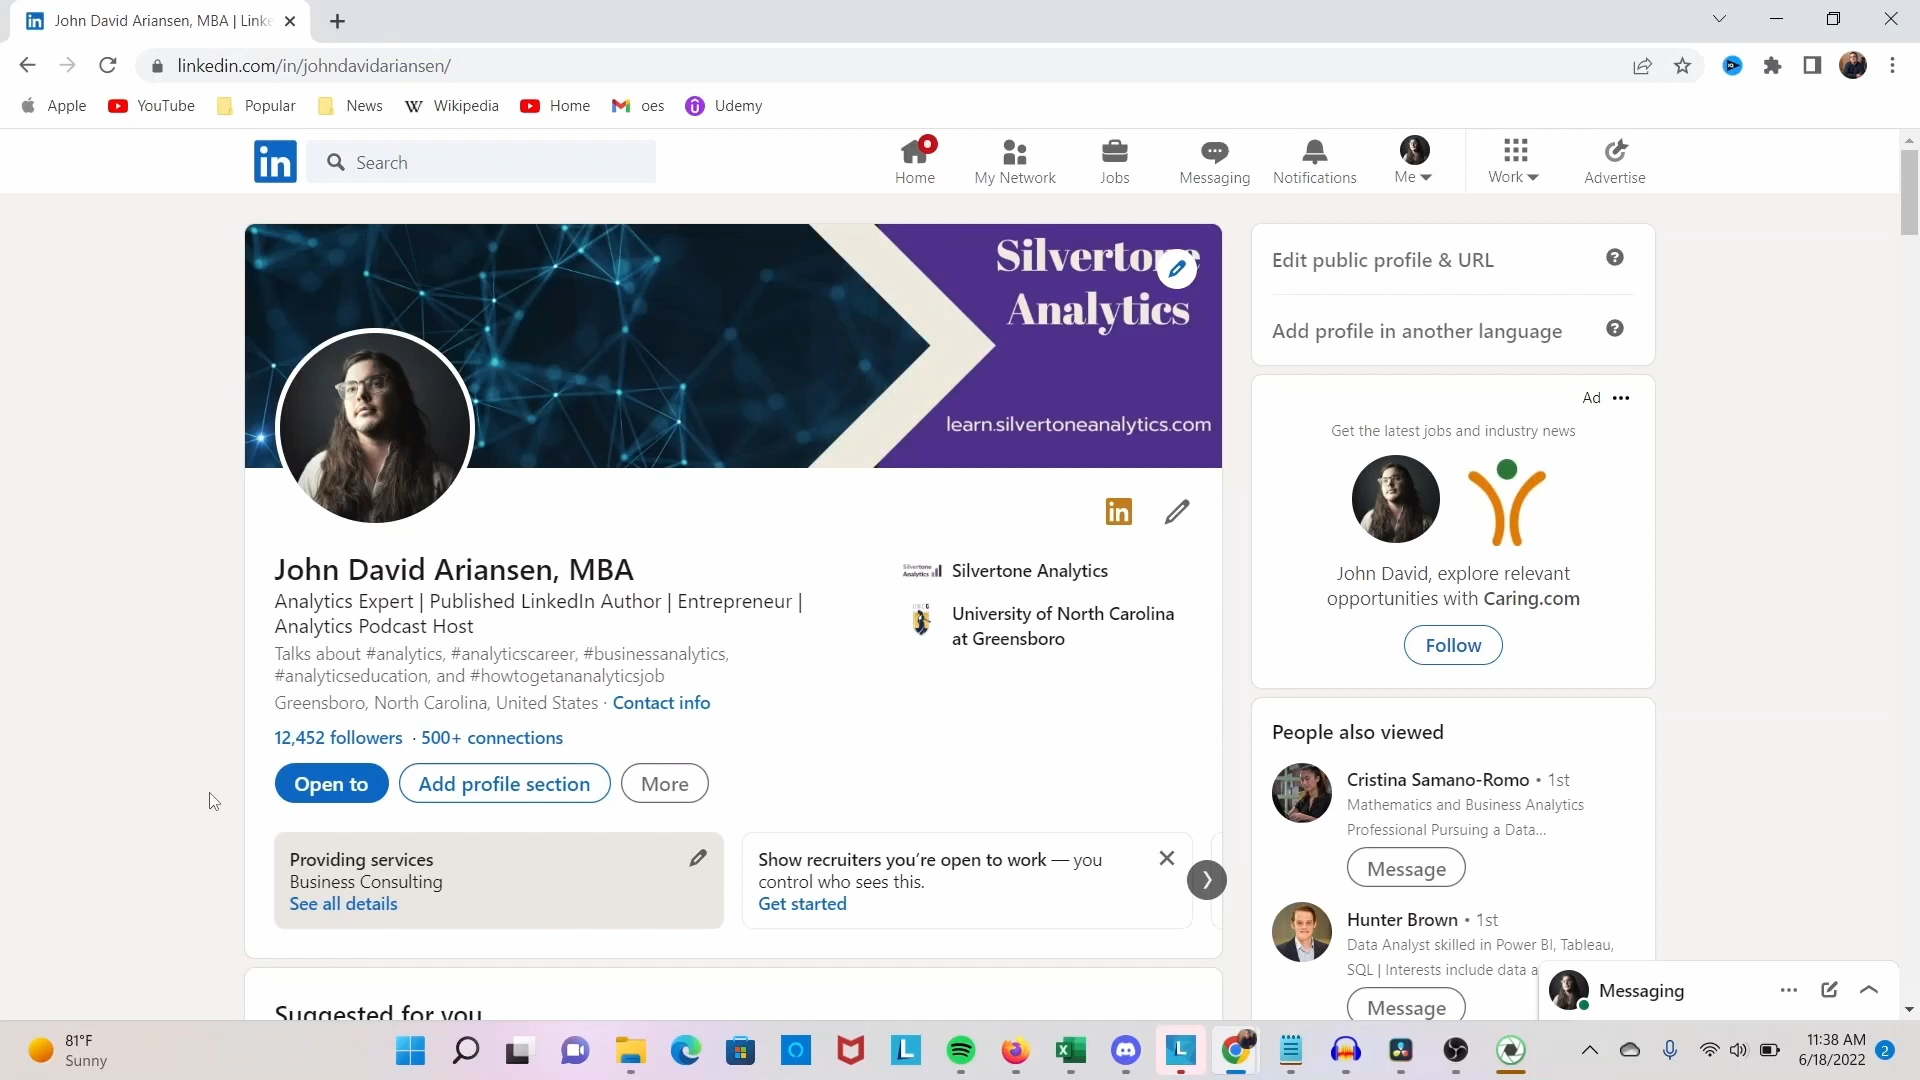 John David Ariansen, MBA | Linke
linkedin.com/in/johndavidariansen/
Apple
YouTube
Popular
News
W Wikipedia
Home
oes
Udemy
in
Search
Home
My Network
Jobs
Messaging
Notifications
Me
Work
Advertise
Silvertone
Analytics
learn.silvertoneanalytics.com
in
John David Ariansen, MBA
Analytics Expert | Published LinkedIn Author | Entrepreneur |
Analytics Podcast Host
Talks about #analytics, #analyticscareer, #businessanalytics,
#analyticseducation, and #howtogetananalyticsjob
Greensboro, North Carolina, United States · Contact info
12,452 followers · 500+ connections
Open to
Add profile section
More
Silvertone Analytics
Silvertone Analytics
UNCG
University of North Carolina
at Greensboro
Providing services
Business Consulting
See all details
Show recruiters you're open to work — you
control who sees this.
Get started
Suggested for you
Edit public profile & URL
Add profile in another language
Ad
Get the latest jobs and industry news
John David, explore relevant
opportunities with Caring.com
Follow
People also viewed
Cristina Samano-Romo • 1st
Mathematics and Business Analytics
Professional Pursuing a Data...
Message
Hunter Brown • 1st
Data Analyst skilled in Power BI, Tableau,
SQL | Interests include data a
Message
Messaging
81°F
Sunny
11:38 AM
6/18/2022
2